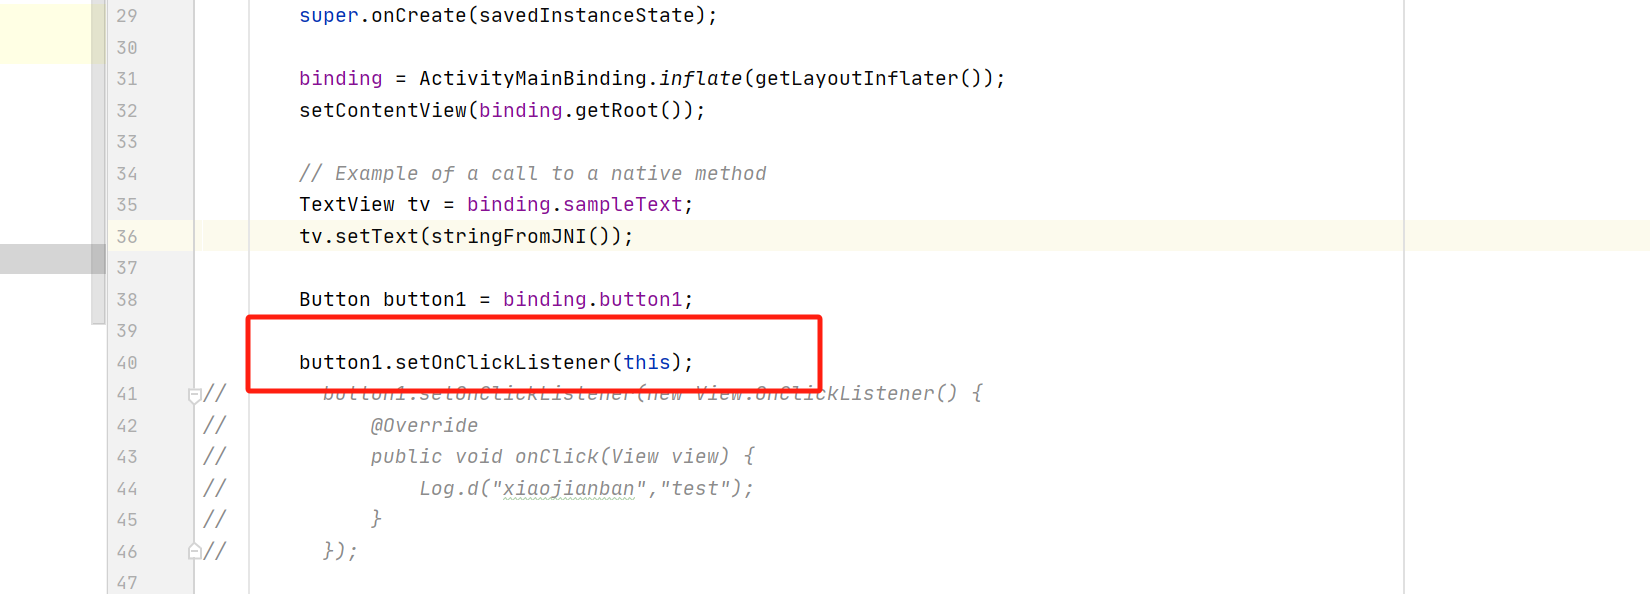 29 super.onCreate(savedInstanceState);
30
31 binding = ActivityMainBinding.inflate(getLayoutInflater());
32 setContentView(binding.getRoot());
33
34 // Example of a call to a native method
35 TextView tv = binding.sampleText;
36 tv.setText(stringFromJNI());
37
38 Button button1 = binding.button1;
39
40 button1.setOnClickListener(this);
41 // button1.setOnClickListener(new View.OnClickListener() {
42 // @Override
43 // public void onClick(View view) {
44 // Log.d("xiaojianban","test");
45 // }
46 // });
47